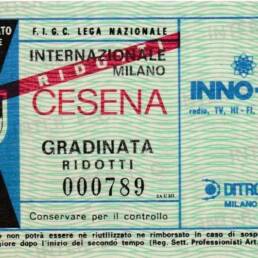 F.I.G.C. LEGA NAZIONALE
INTERNAZIONALE
MILANO
RIDOTTI
CESENA
INNO-
radio, TV, HI-FI,
GRADINATA
RIDOTTI
000789
DITRO
MILANO
Conservare per il controllo
non potrà essere nè riutilizzato nè rimborsato In caso di sosp
giore dopo l'inizio del secondo tempo (Reg. Sett. Professionisti Art.